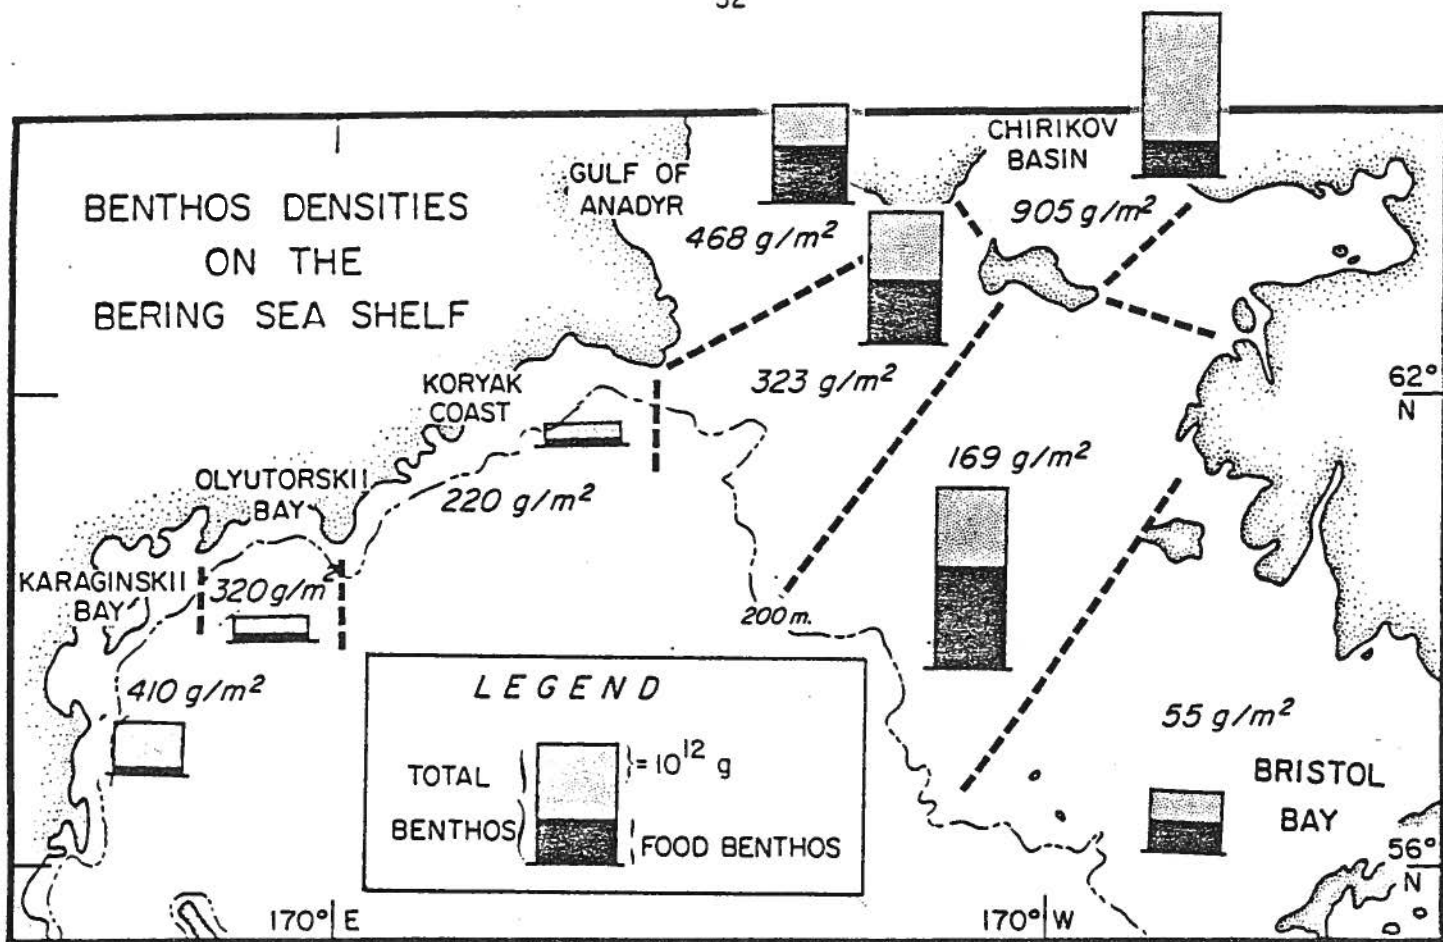 BENTHOS DENSITIES
ON THE
BERING SEA SHELF
GULF OF
ANADYR
CHIRIKOV
BASIN
468 g/m²
905 g/m²
323 g/m²
62°
N
KORYAK
COAST
220 g/m²
169 g/m²
OLYUTORSKII
BAY
KARAGINSKII
BAY
320 g/m²
200 m.
410 g/m²
55 g/m²
LEGEND
TOTAL
BENTHOS
= 10¹² g
FOOD BENTHOS
BRISTOL
BAY
56°
N
170° E
170° W